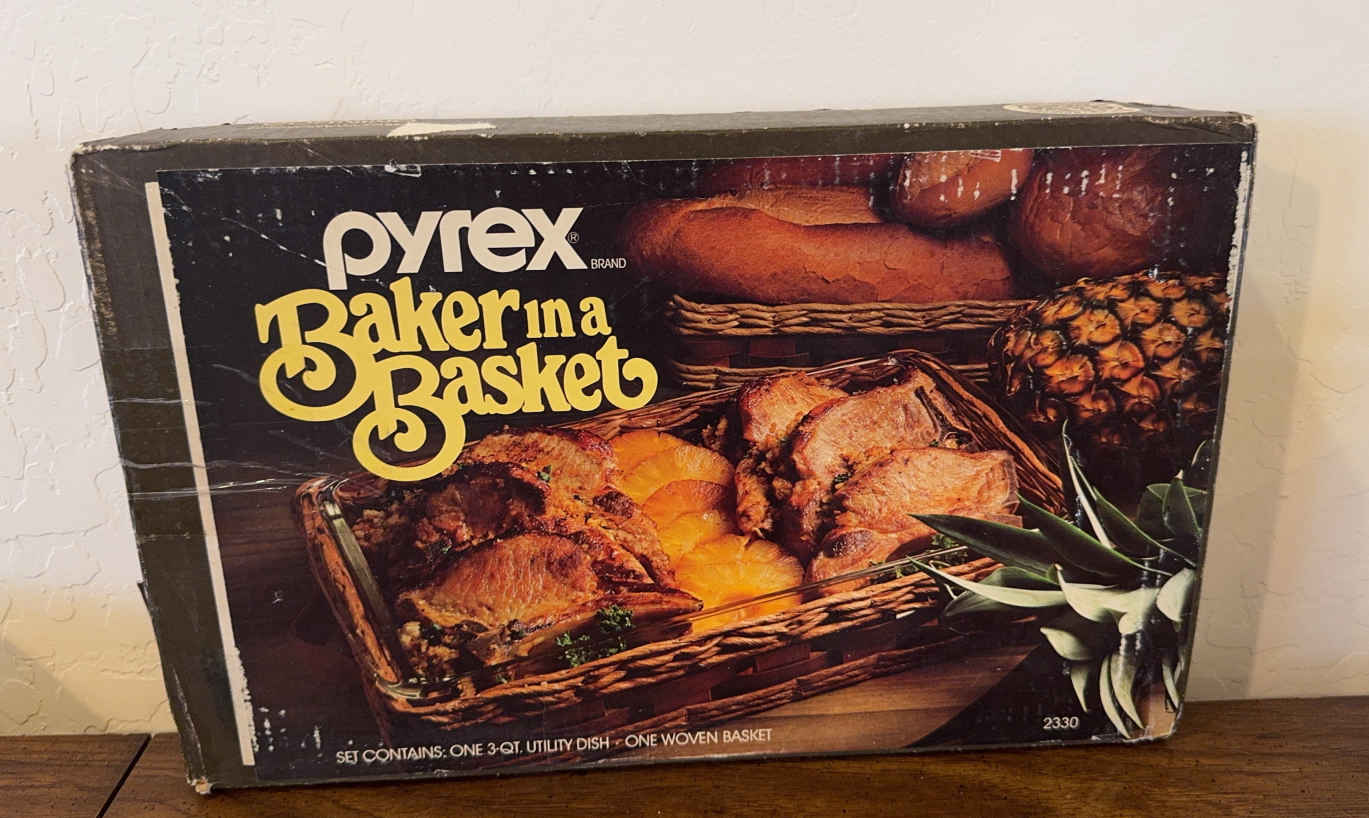 pyrex®
BRAND
Baker in a
Basket
SET CONTAINS: ONE 3-QT. UTILITY DISH · ONE WOVEN BASKET
2330